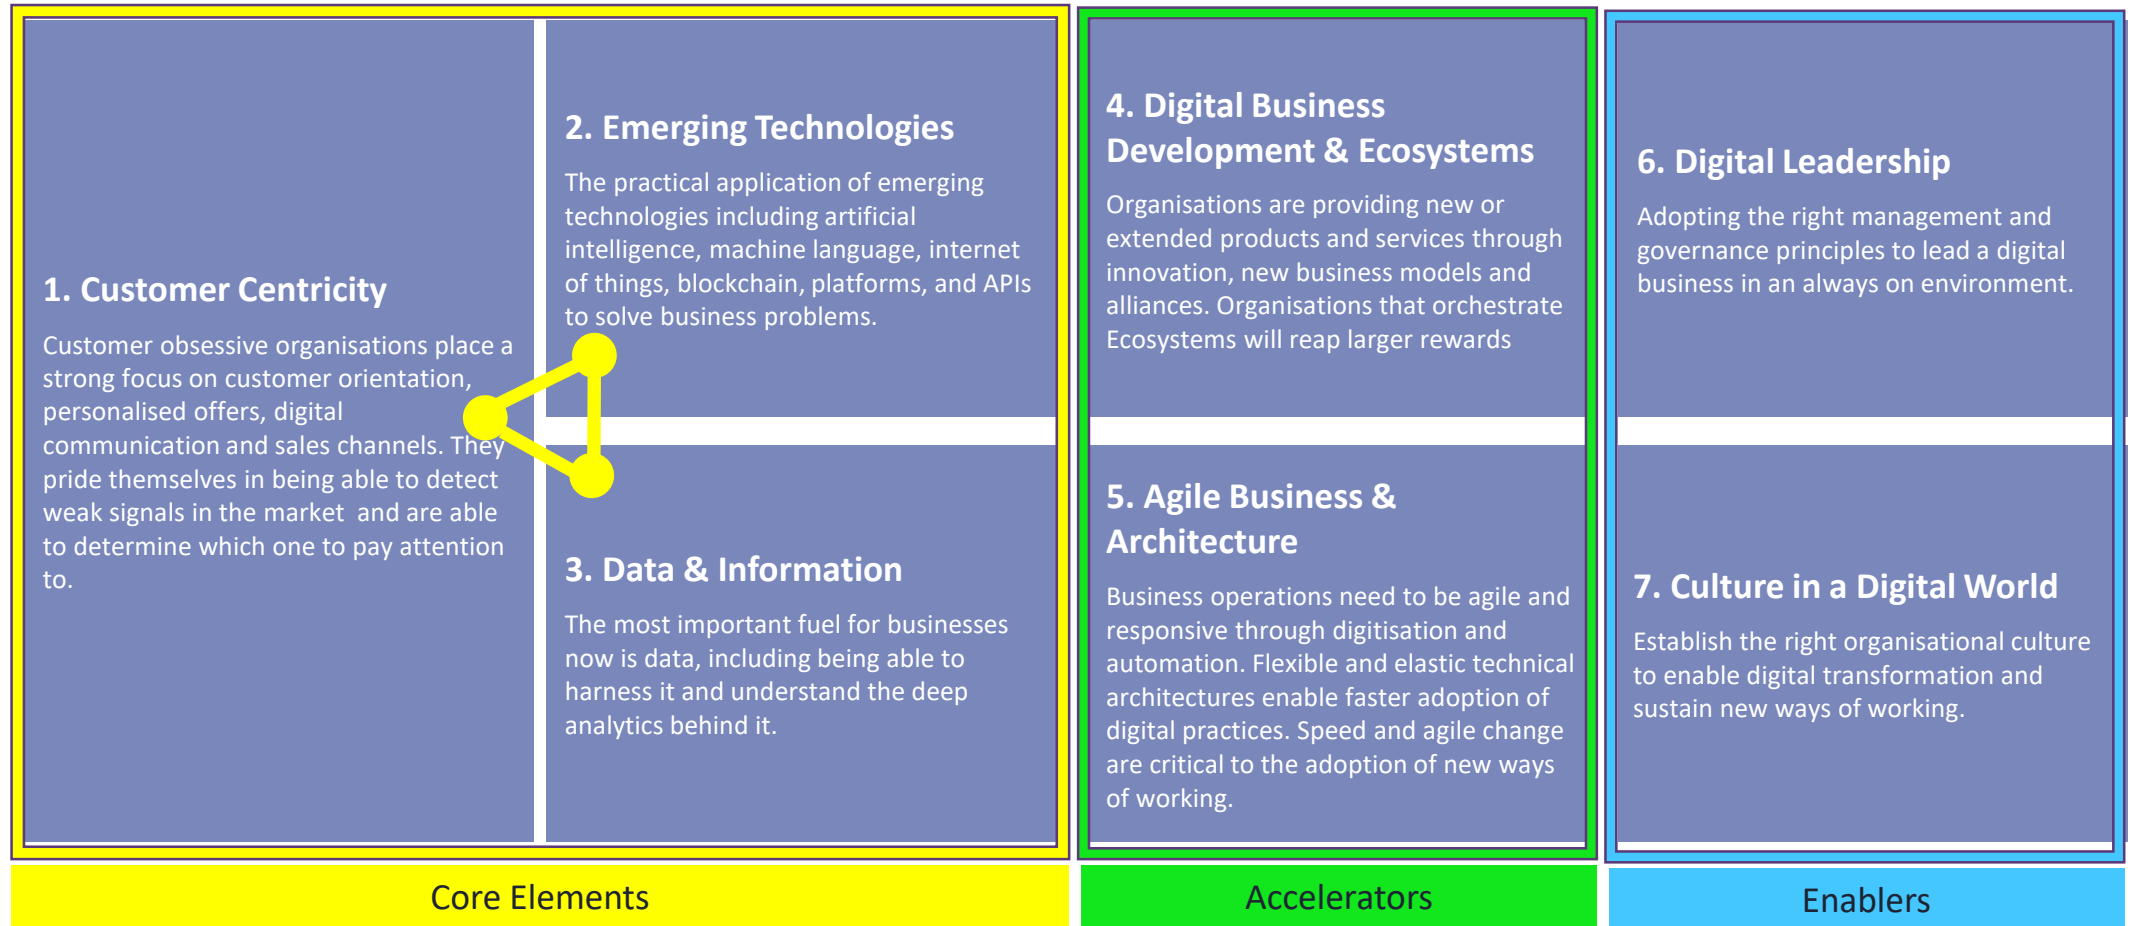 1. Customer Centricity
Customer obsessive organisations place a
strong focus on customer orientation,
personalised offers, digital
communication and sales channels. They
pride themselves in being able to detect
weak signals in the market  and are able
to determine which one to pay attention
to.
2. Emerging Technologies
The practical application of emerging
technologies including artificial
intelligence, machine language, internet
of things, blockchain, platforms, and APIs
to solve business problems.
3. Data & Information
The most important fuel for businesses
now is data, including being able to
harness it and understand the deep
analytics behind it.
Core Elements
4. Digital Business
Development & Ecosystems
Organisations are providing new or
extended products and services through
innovation, new business models and
alliances. Organisations that orchestrate
Ecosystems will reap larger rewards
5. Agile Business &
Architecture
Business operations need to be agile and
responsive through digitisation and
automation. Flexible and elastic technical
architectures enable faster adoption of
digital practices. Speed and agile change
are critical to the adoption of new ways
of working.
Accelerators
6. Digital Leadership
Adopting the right management and
governance principles to lead a digital
business in an always on environment.
7. Culture in a Digital World
Establish the right organisational culture
to enable digital transformation and
sustain new ways of working.
Enablers